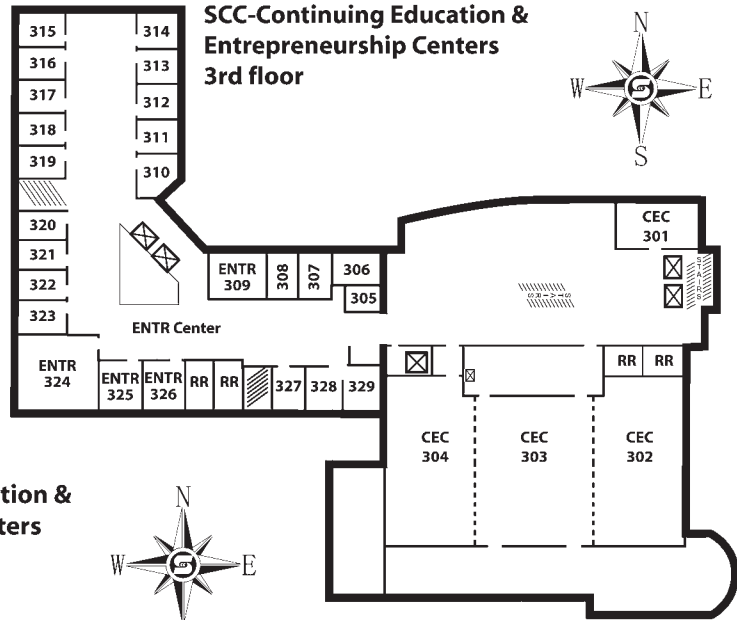 SCC-Continuing Education &
Entrepreneurship Centers
3rd floor
N
W E
S
315
314
316
313
317
312
318
311
319
310
320
321
322
323
ENTR
309
308
307
306
305
ENTR Center
CEC
301
STAIRS
STAIRS
ENTR
324
ENTR
325
ENTR
326
RR
RR
327
328
329
RR
RR
CEC
304
CEC
303
CEC
302
tion &
ters
N
W E